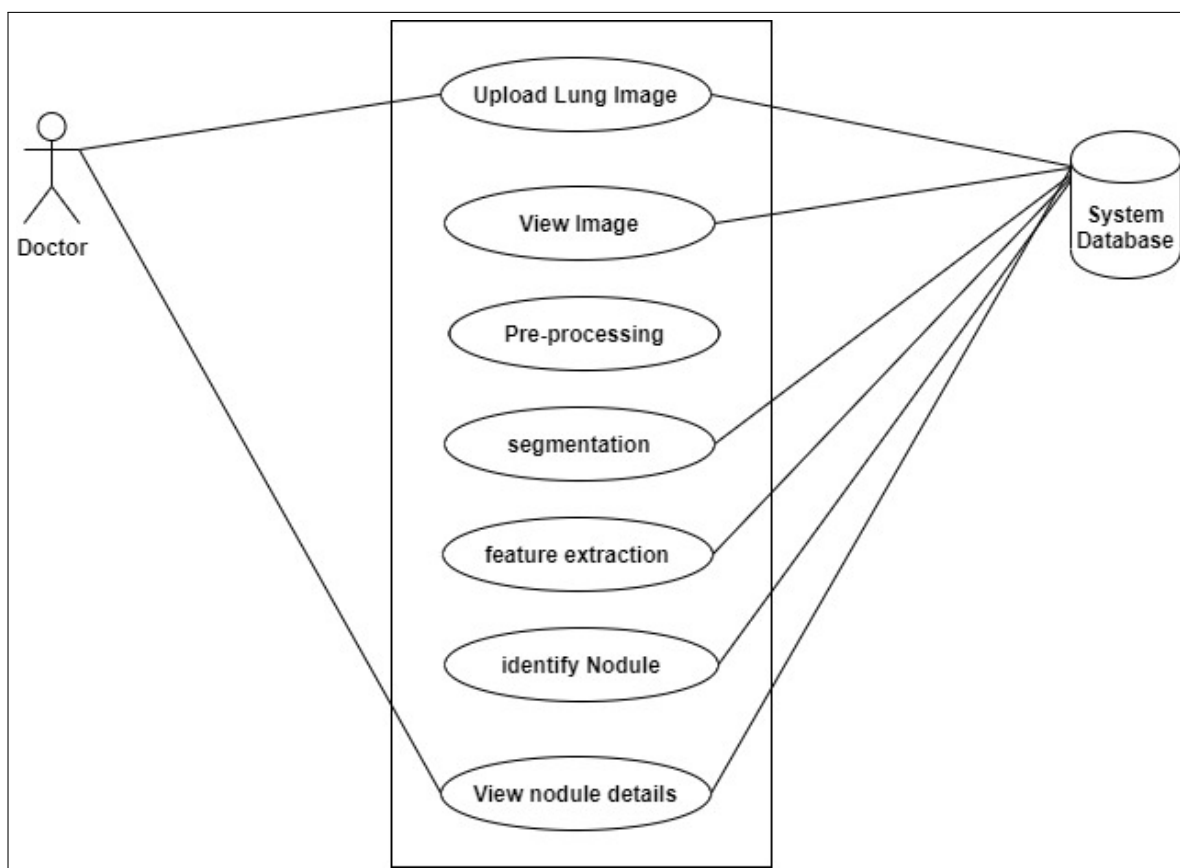 Upload Lung Image
View Image
System
Database
Doctor
Pre-processing
segmentation
feature extraction
identify Nodule
View nodule details